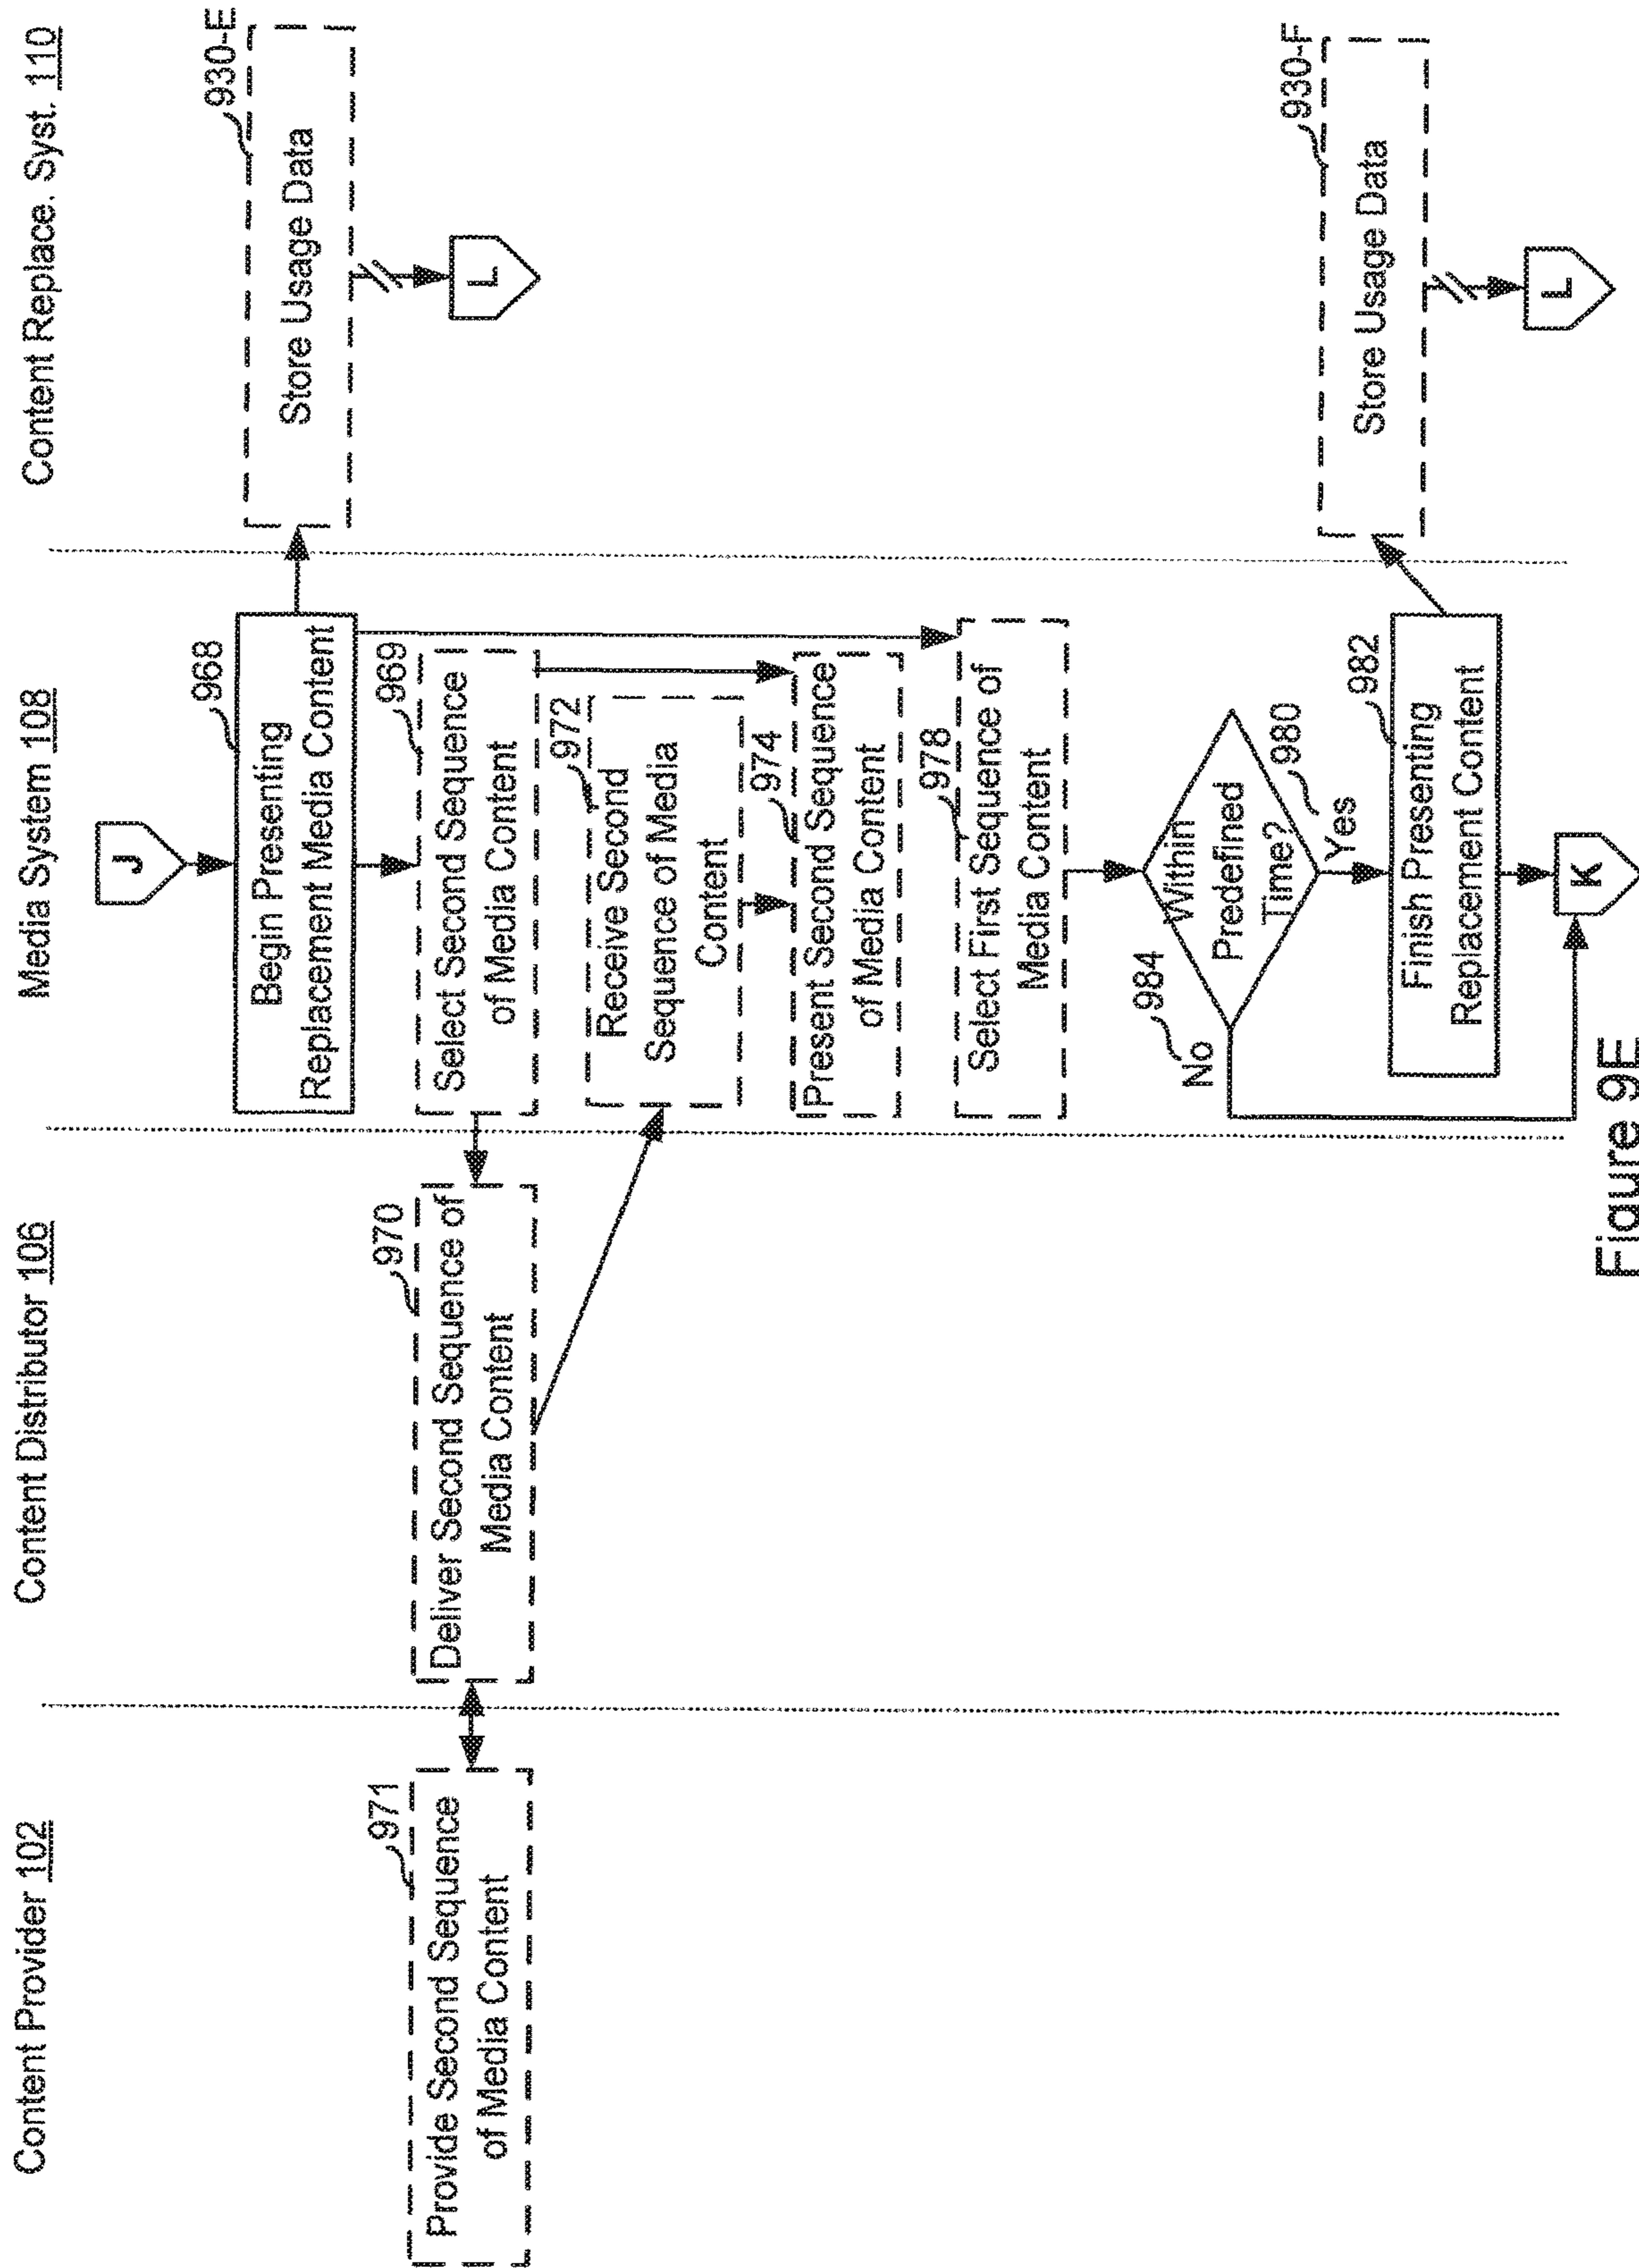 Content Provider 102
Content Distributor 106
Media System 108
Content Replace. Syst. 110
J
968
Begin Presenting
Replacement Media Content
930-E
Store Usage Data
L
971
Provide Second Sequence
of Media Content
970
Deliver Second Sequence of
Media Content
969
Select Second Sequence
of Media Content
972
Receive Second
Sequence of Media
Content
974
Present Second Sequence
of Media Content
978
Select First Sequence of
Media Content
984
No
Within
Predefined
Time?
980
Yes
982
Finish Presenting
Replacement Content
930-F
Store Usage Data
L
K
Figure 9E